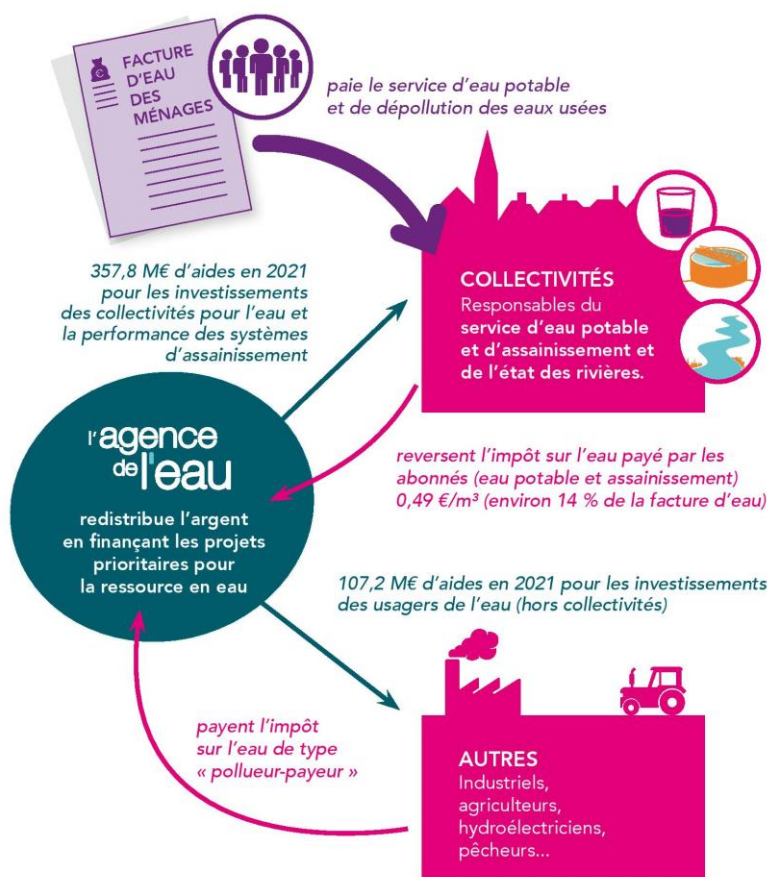 FACTURE
D'EAU
DES
MÉNAGES
paie le service d'eau potable
et de dépollution des eaux usées
357,8 M€ d'aides en 2021
pour les investissements
des collectivités pour l'eau et
la performance des systèmes
d'assainissement
COLLECTIVITÉS
Responsables du
service d'eau potable
et d'assainissement et
de l'état des rivières.
l'agence
de l'eau
redistribue l'argent
en finançant les projets
prioritaires pour
la ressource en eau
reversent l'impôt sur l'eau payé par les
abonnés (eau potable et assainissement)
0,49 €/m³ (environ 14 % de la facture d'eau)
107,2 M€ d'aides en 2021 pour les investissements
des usagers de l'eau (hors collectivités)
payent l'impôt
sur l'eau de type
« pollueur-payeur »
AUTRES
Industriels,
agriculteurs,
hydroélectriciens,
pêcheurs...